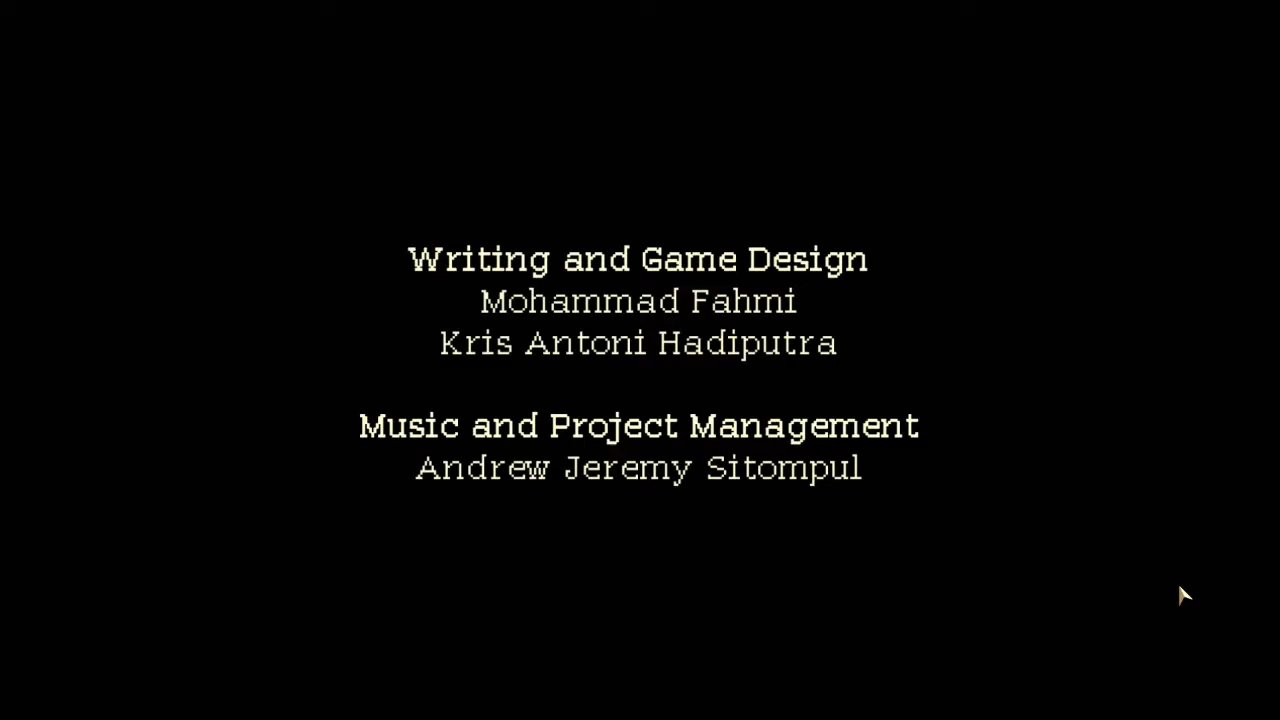 Writing and Game Design
Mohammad Fahmi
Kris Antoni Hadiputra
Music and Project Management
Andrew Jeremy Sitompul